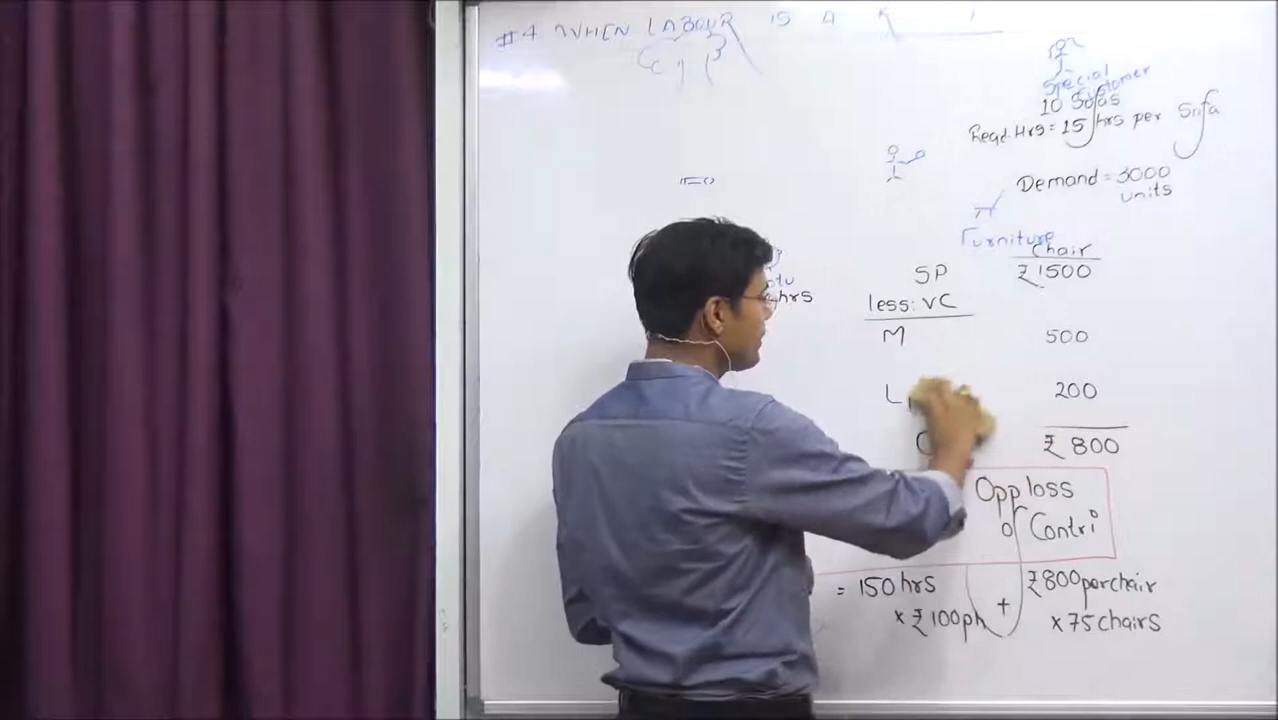 #4 WHEN LABOUR IS A
Special
Customer
10 Sofas
Reqd. Hrs = 15 hrs per Sofa
Demand = 3000
units
Furniture
Chair
SP ₹1500
hrs
less: VC
M 500
L 200
₹800
Opp loss
of Contri
= 150 hrs ₹800 per chair
× ₹100 ph + × 75 chairs